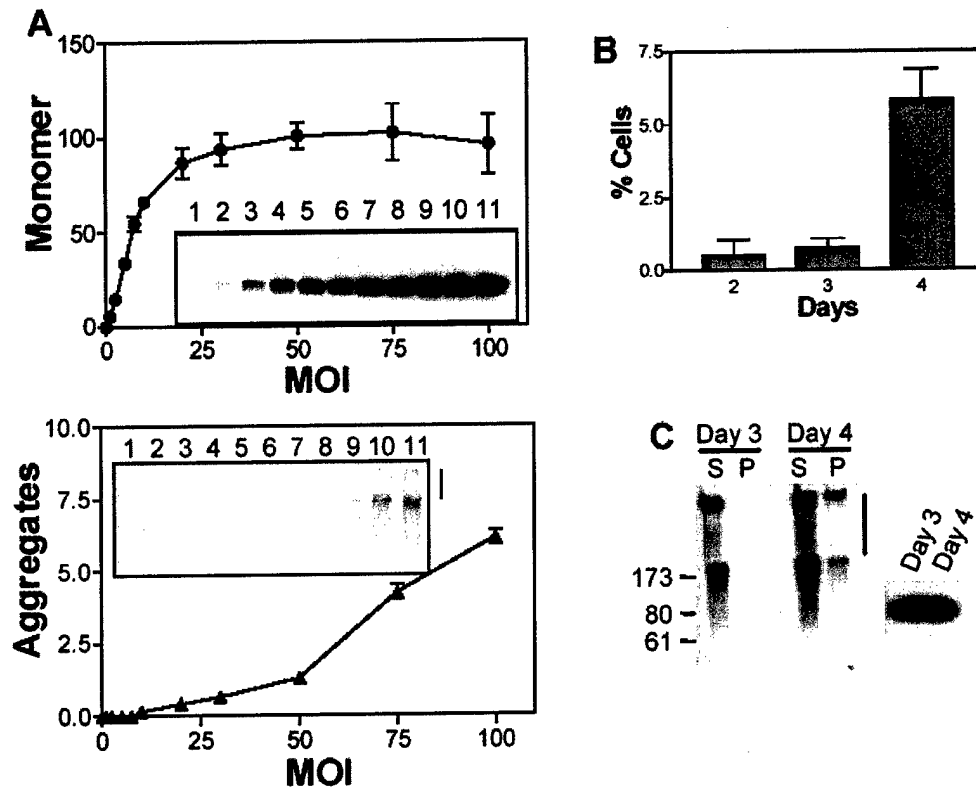 A
150
100
50
0
Monomer
1 2 3 4 5 6 7 8 9 10 11
0 25 50 75 100
MOI
B
7.5
5.0
2.5
0.0
% Cells
2 3 4
Days
10.0
7.5
5.0
2.5
0.0
Aggregates
1 2 3 4 5 6 7 8 9 10 11
0 25 50 75 100
MOI
C
Day 3 Day 4
S P S P
173
80
61
Day 3
Day 4